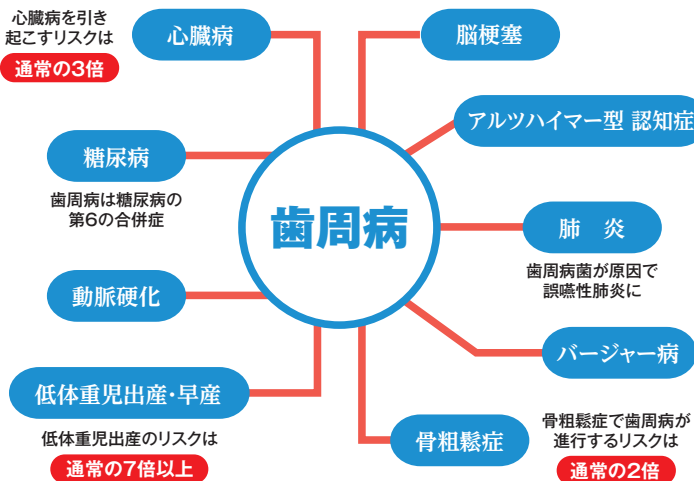 心臓病を引き
起こすリスクは
通常の3倍
心臓病
脳梗塞
アルツハイマー型 認知症
糖尿病
歯周病は糖尿病の
第6の合併症
歯周病
肺 炎
歯周病菌が原因で
誤嚥性肺炎に
動脈硬化
バージャー病
低体重児出産・早産
低体重児出産のリスクは
通常の7倍以上
骨粗鬆症
骨粗鬆症で歯周病が
進行するリスクは
通常の2倍